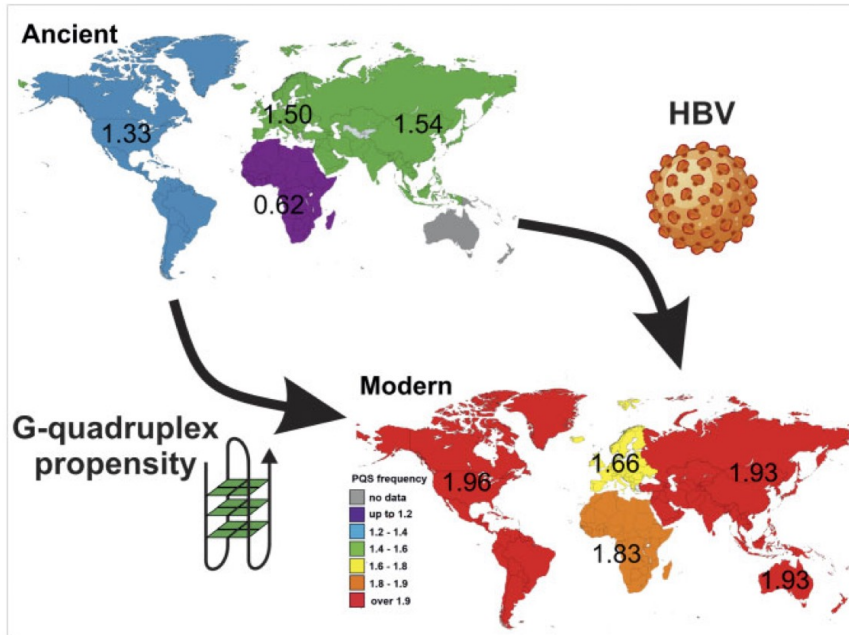 Ancient
1.33
1.50
1.54
0.62
HBV
Modern
G-quadruplex
propensity
PQS frequency
no data
up to 1.2
1.2 - 1.4
1.4 - 1.6
1.6 - 1.8
1.8 - 1.9
over 1.9
1.96
1.66
1.93
1.83
1.93